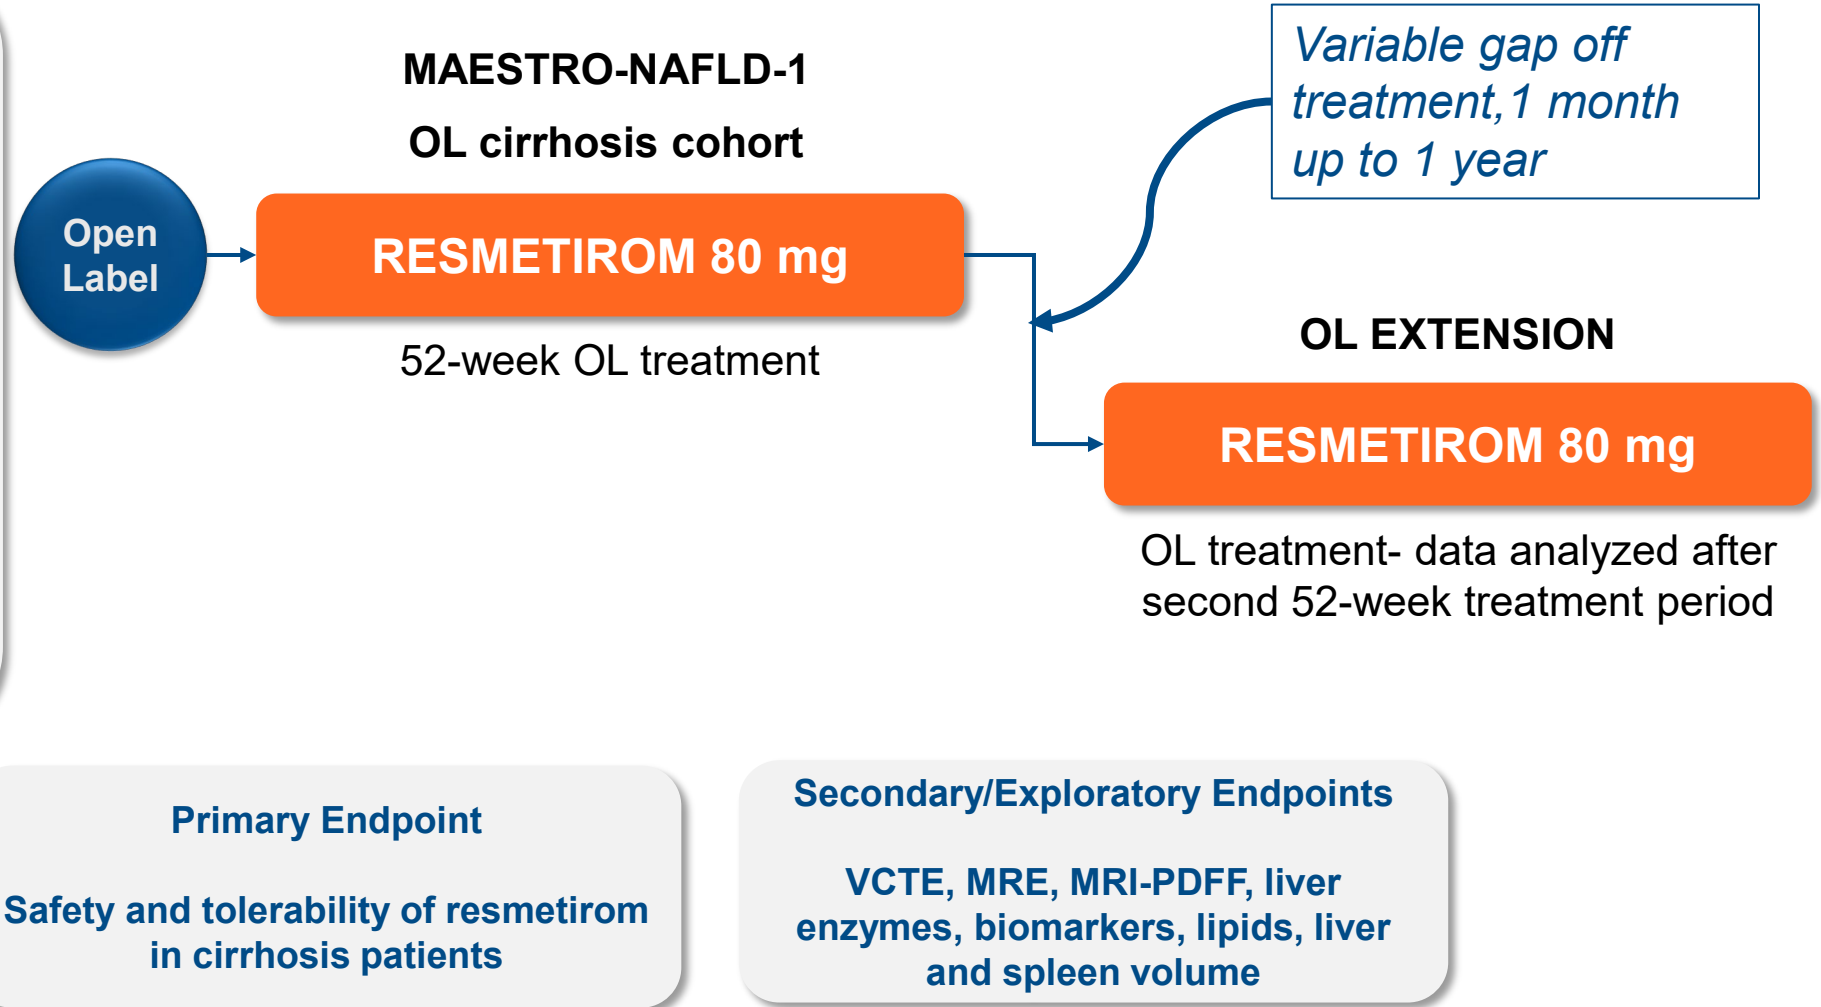 MAESTRO-NAFLD-1
OL cirrhosis cohort
Variable gap off
treatment,1 month
up to 1 year
Open
Label
RESMETIROM 80 mg
52-week OL treatment
OL EXTENSION
RESMETIROM 80 mg
OL treatment- data analyzed after
second 52-week treatment period
Primary Endpoint
Safety and tolerability of resmetirom
in cirrhosis patients
Secondary/Exploratory Endpoints
VCTE, MRE, MRI-PDFF, liver
enzymes, biomarkers, lipids, liver
and spleen volume